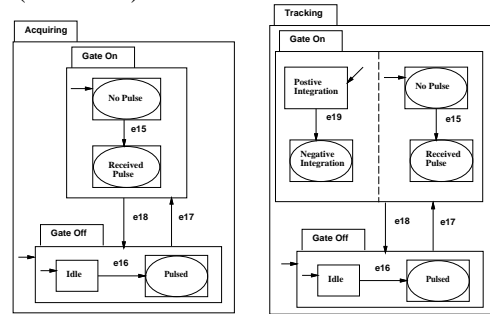 Acquiring
Gate On
No Pulse
e15
Received
Pulse
e18
e17
Gate Off
Idle
e16
Pulsed
Tracking
Gate On
Postive
Integration
e19
Negative
Integration
No Pulse
e15
Received
Pulse
e18
e17
Gate Off
Idle
e16
Pulsed